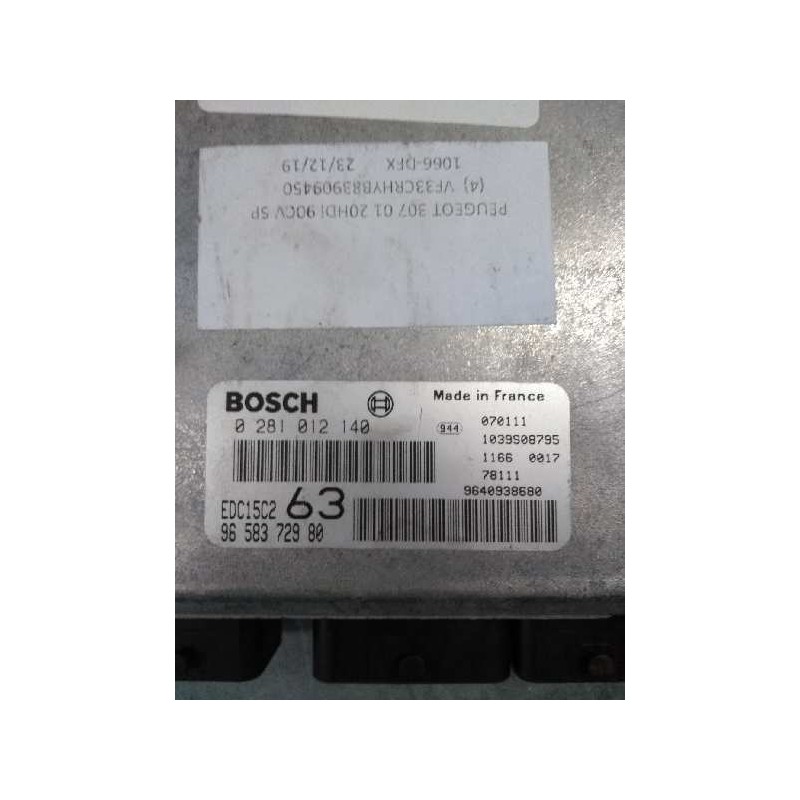 PEUGEOT 307 01 20HDI 90CV 5P
(4) VF33CRHYB83909450
1066-DFX 23/12/19
BOSCH
Made in France
0 281 012 140
944
070111
1039S08795
1166 0017
78111
9640938680
EDC15C2 63
96 583 729 80